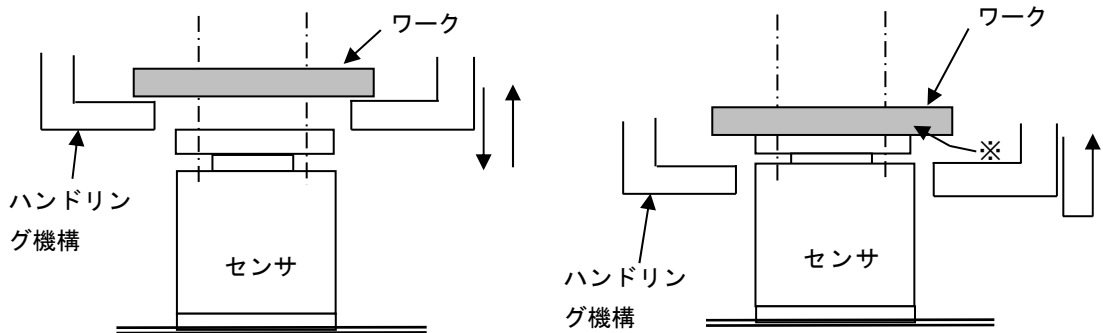 ワーク
ハンドリン
グ機構
センサ
ワーク
※
ハンドリン
グ機構
センサ